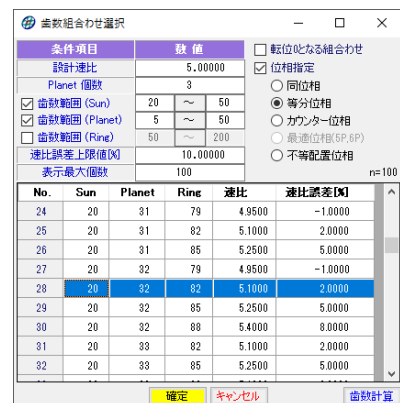 歯数組合わせ選択
条件項目 数値
設計速比 5.00000
Planet 個数 3
歯数範囲 (Sun) 20 ～ 50
歯数範囲 (Planet) 5 ～ 50
歯数範囲 (Ring) 50 ～ 200
速比誤差上限値[%] 10.00000
表示最大個数 100
転位0となる組合わせ
位相指定
同位相
等分位相
カウンター位相
最適位相(5P,6P)
不等配置位相
n=100
No. Sun Planet Ring 速比 速比誤差[%]
24 20 31 79 4.9500 -1.0000
25 20 31 82 5.1000 2.0000
26 20 31 85 5.2500 5.0000
27 20 32 79 4.9500 -1.0000
28 20 32 82 5.1000 2.0000
29 20 32 85 5.2500 5.0000
30 20 32 88 5.4000 8.0000
31 20 33 82 5.1000 2.0000
32 20 33 85 5.2500 5.0000
確定 キャンセル 歯数計算